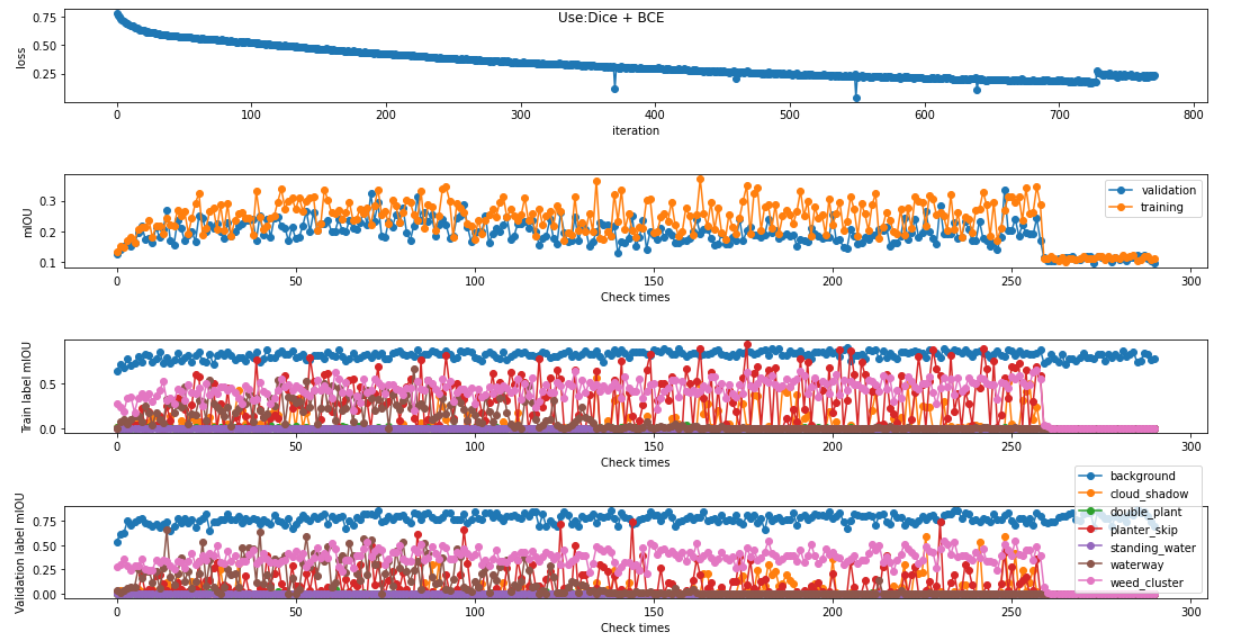 Use:Dice + BCE
loss
0.75
0.50
0.25
0 100 200 300 400 500 600 700 800
iteration
mIOU
0.3
0.2
0.1
validation
training
0 50 100 150 200 250 300
Check times
Train label mIOU
0.5
0.0
0 50 100 150 200 250 300
Check times
Validation label mIOU
0.75
0.50
0.25
0.00
background
cloud_shadow
double_plant
planter_skip
standing_water
waterway
weed_cluster
0 50 100 150 200 250 300
Check times